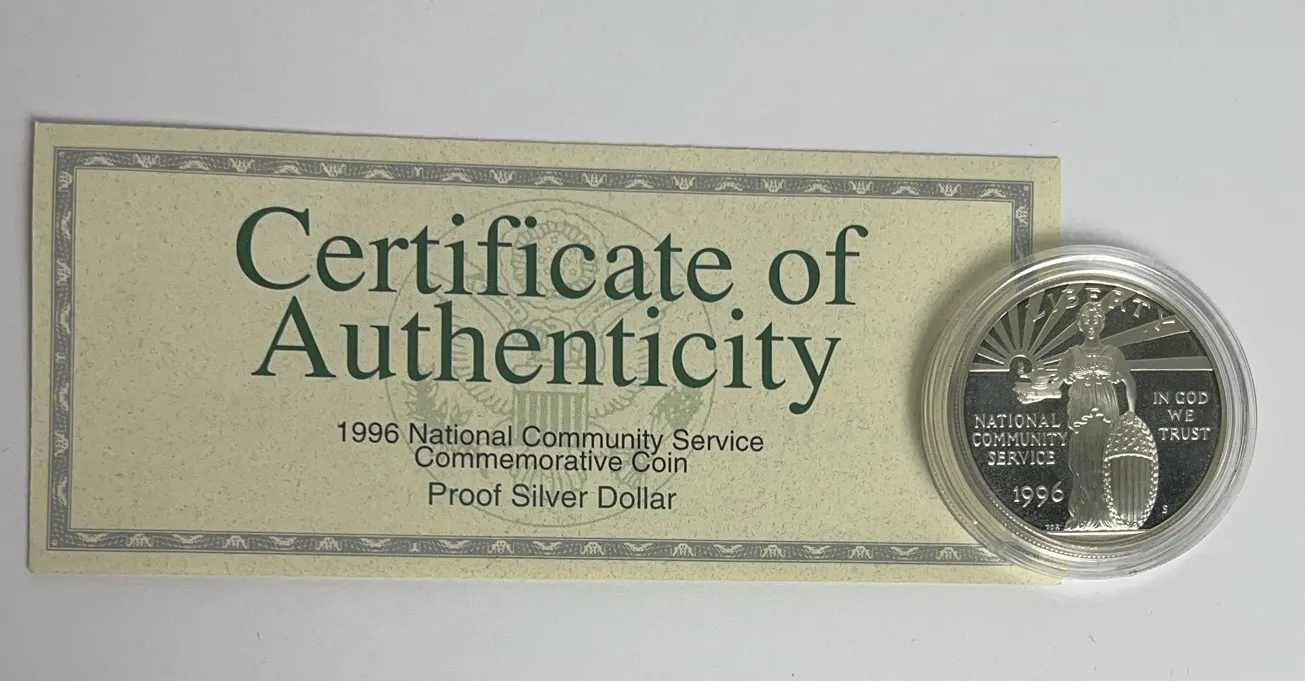 Certificate of
Authenticity
1996 National Community Service
Commemorative Coin
Proof Silver Dollar
LIBERTY
NATIONAL
COMMUNITY
SERVICE
1996
IN GOD
WE
TRUST
S